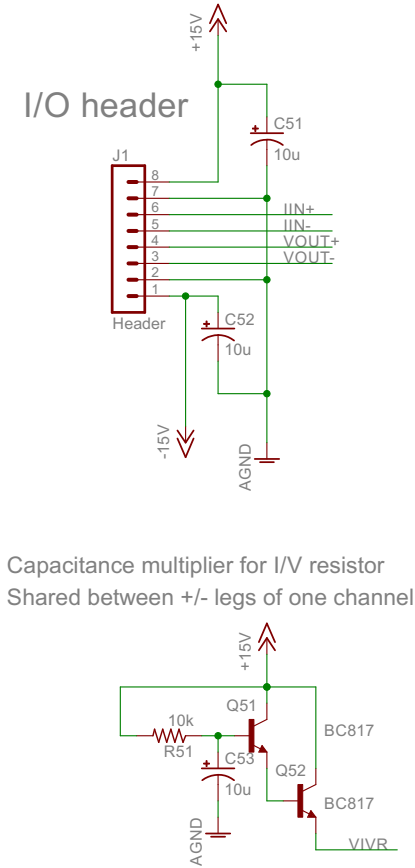 +15V
I/O header
C51
10u
J1
8
7
6
5
4
3
2
1
IIN+
IIN-
VOUT+
VOUT-
Header
C52
10u
-15V
AGND
Capacitance multiplier for I/V resistor
Shared between +/- legs of one channel
+15V
Q51
10k
R51
BC817
C53
10u
Q52
BC817
AGND
VIVR